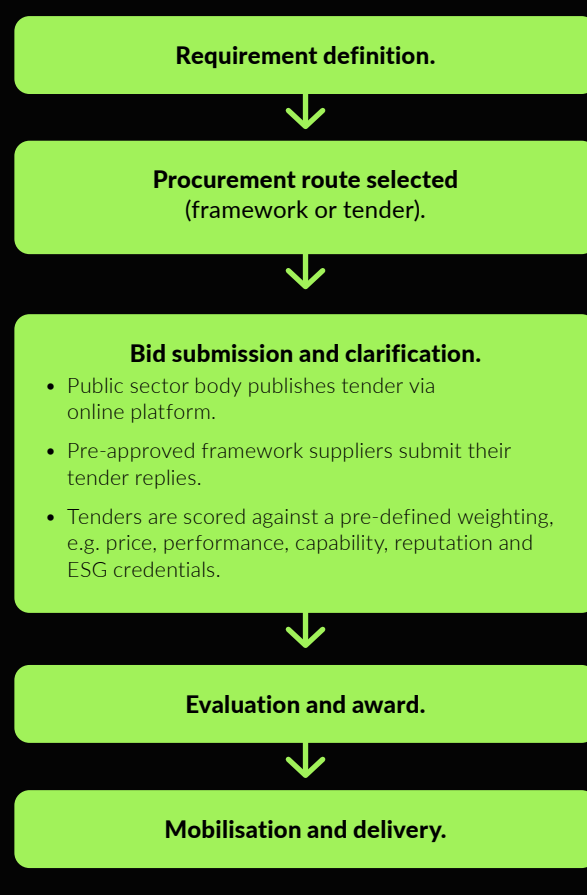 Requirement definition.
Procurement route selected
(framework or tender).
Bid submission and clarification.
• Public sector body publishes tender via
online platform.
• Pre-approved framework suppliers submit their
tender replies.
• Tenders are scored against a pre-defined weighting,
e.g. price, performance, capability, reputation and
ESG credentials.
Evaluation and award.
Mobilisation and delivery.